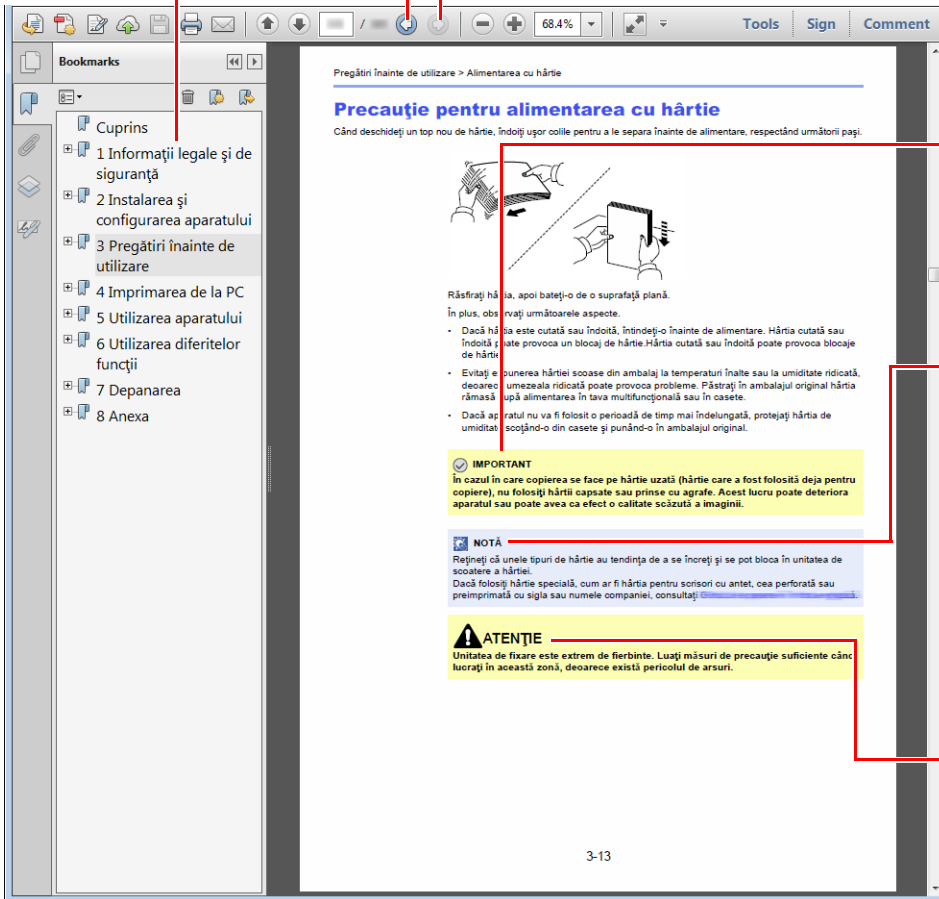 68.4%
Tools
Sign
Comment
Bookmarks
Cuprins
1 Informaţii legale şi de
siguranţă
2 Instalarea şi
configurarea aparatului
3 Pregătiri înainte de
utilizare
4 Imprimarea de la PC
5 Utilizarea aparatului
6 Utilizarea diferitelor
funcţii
7 Depanarea
8 Anexa
Pregătiri înainte de utilizare > Alimentarea cu hârtie
Precauţie pentru alimentarea cu hârtie
Când deschideţi un top nou de hârtie, îndoiţi uşor colile pentru a le separa înainte de alimentare, respectând următorii paşi.
Răsfiraţi hârtia, apoi bateţi-o de o suprafaţă plană.
În plus, observaţi următoarele aspecte.
• Dacă hârtia este cutată sau îndoită, întindeţi-o înainte de alimentare. Hârtia cutată sau
îndoită poate provoca un blocaj de hârtie.Hârtia cutată sau îndoită poate provoca blocaje
de hârtie
• Evitaţi expunerea hârtiei scoase din ambalaj la temperaturi înalte sau la umiditate ridicată,
deoarece umezeala ridicată poate provoca probleme. Păstraţi în ambalajul original hârtia
rămasă după alimentarea în tava multifuncţională sau în casete.
• Dacă aparatul nu va fi folosit o perioadă de timp mai îndelungată, protejaţi hârtia de
umiditate scoţând-o din casete şi punând-o în ambalajul original.
IMPORTANT
În cazul în care copierea se face pe hârtie uzată (hârtie care a fost folosită deja pentru
copiere), nu folosiţi hârtii capsate sau prinse cu agrafe. Acest lucru poate deteriora
aparatul sau poate avea ca efect o calitate scăzută a imaginii.
NOTĂ
Reţineţi că unele tipuri de hârtie au tendinţa de a se încreţi şi se pot bloca în unitatea de
scoatere a hârtiei.
Dacă folosiţi hârtie specială, cum ar fi hârtia pentru scrisori cu antet, cea perforată sau
preimprimată cu sigla sau numele companiei, consultaţi
ATENŢIE
Unitatea de fixare este extrem de fierbinte. Luaţi măsuri de precauţie suficiente când
lucraţi în această zonă, deoarece există pericolul de arsuri.
3-13